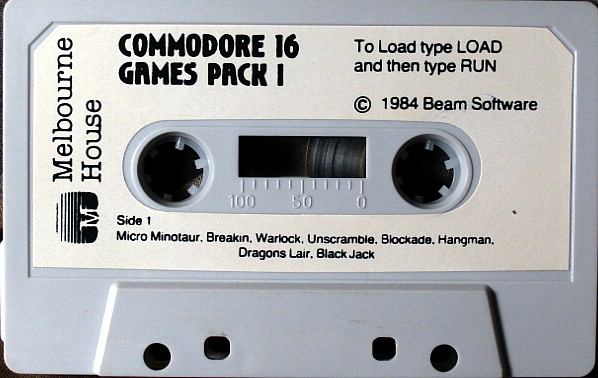 COMMODORE 16
GAMES PACK 1
To Load type LOAD
and then type RUN
© 1984 Beam Software
Melbourne
House
M
100 50 0
Side 1
Micro Minotaur, Breakin, Warlock, Unscramble, Blockade, Hangman,
Dragons Lair, Black Jack